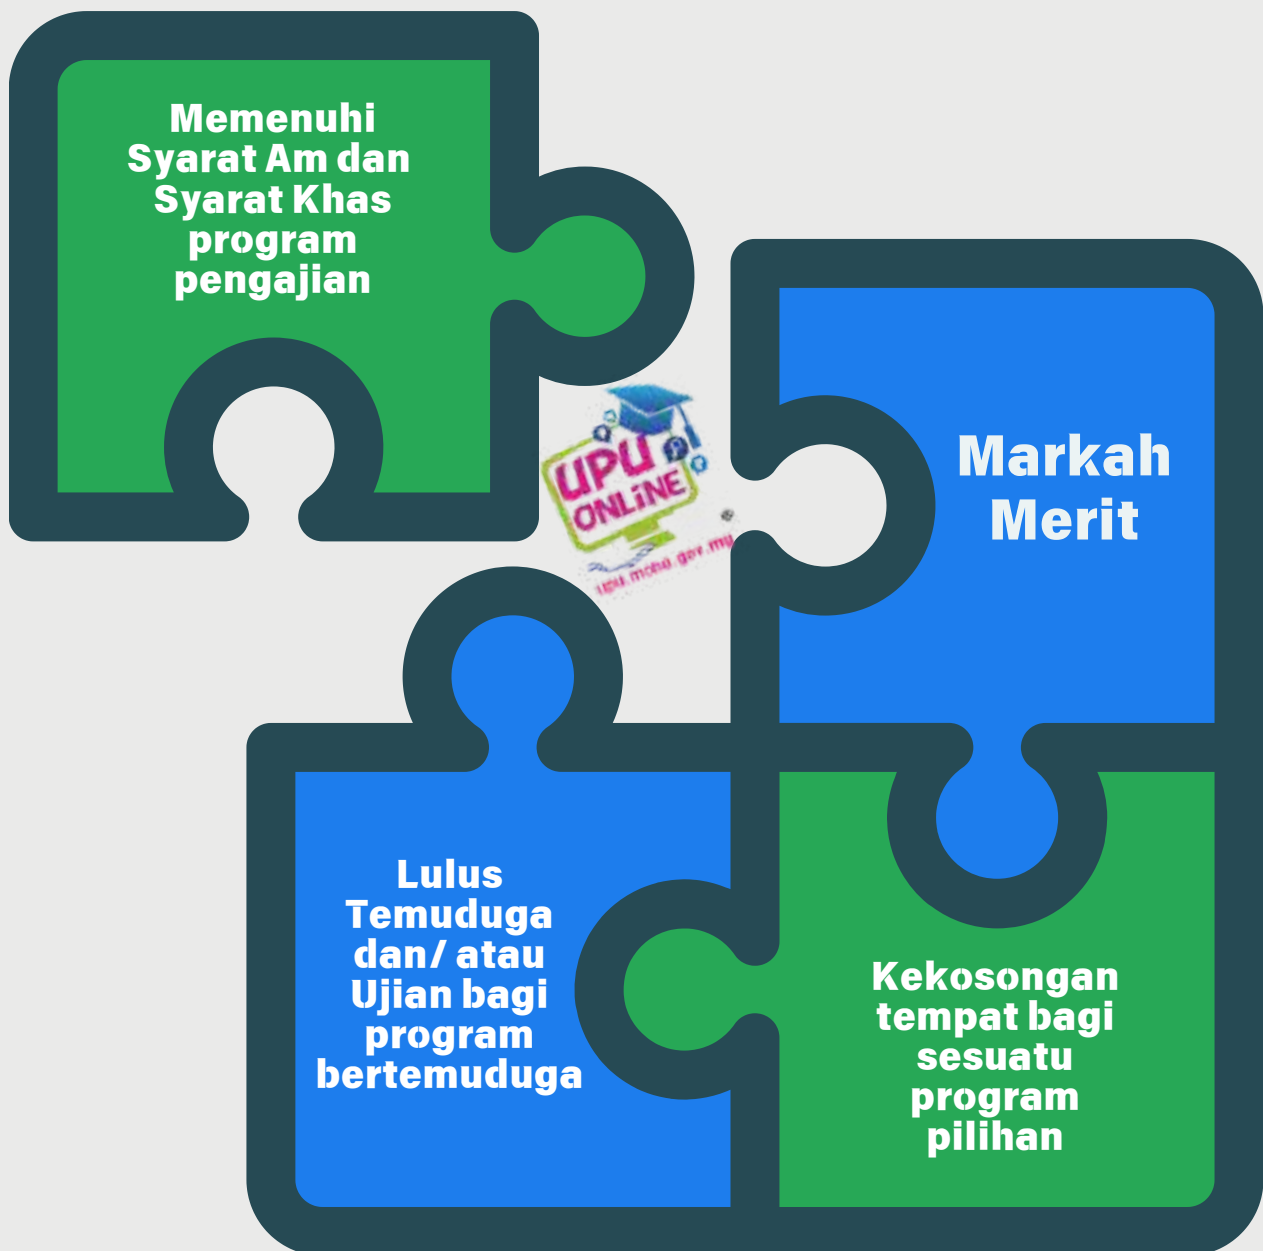 Memenuhi
Syarat Am dan
Syarat Khas
program
pengajian
UPU
ONLiNE
upu.mohe.gov.my
Markah
Merit
Lulus
Temuduga
dan/ atau
Ujian bagi
program
bertemuduga
Kekosongan
tempat bagi
sesuatu
program
pilihan